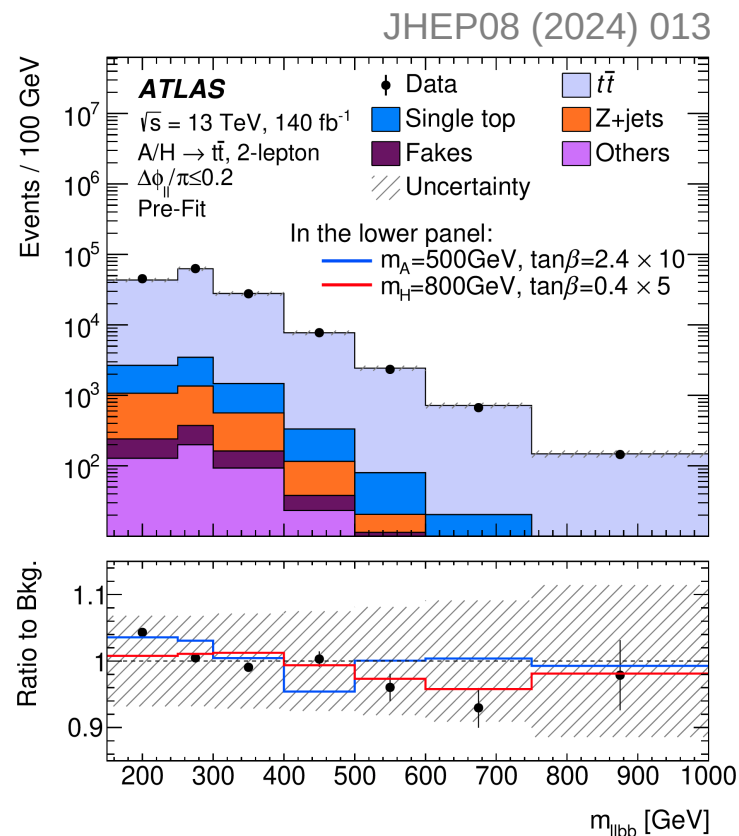 JHEP08 (2024) 013
Events / 100 GeV
ATLAS
√s = 13 TeV, 140 fb⁻¹
A/H → tt̄, 2-lepton
Δϕ_ll/π≤0.2
Pre-Fit
Data
tt̄
Single top
Z+jets
Fakes
Others
Uncertainty
In the lower panel:
m_A=500GeV, tanβ=2.4 × 10
m_H=800GeV, tanβ=0.4 × 5
10⁷
10⁶
10⁵
10⁴
10³
10²
Ratio to Bkg.
1.1
1
0.9
200 300 400 500 600 700 800 900 1000
m_llbb [GeV]